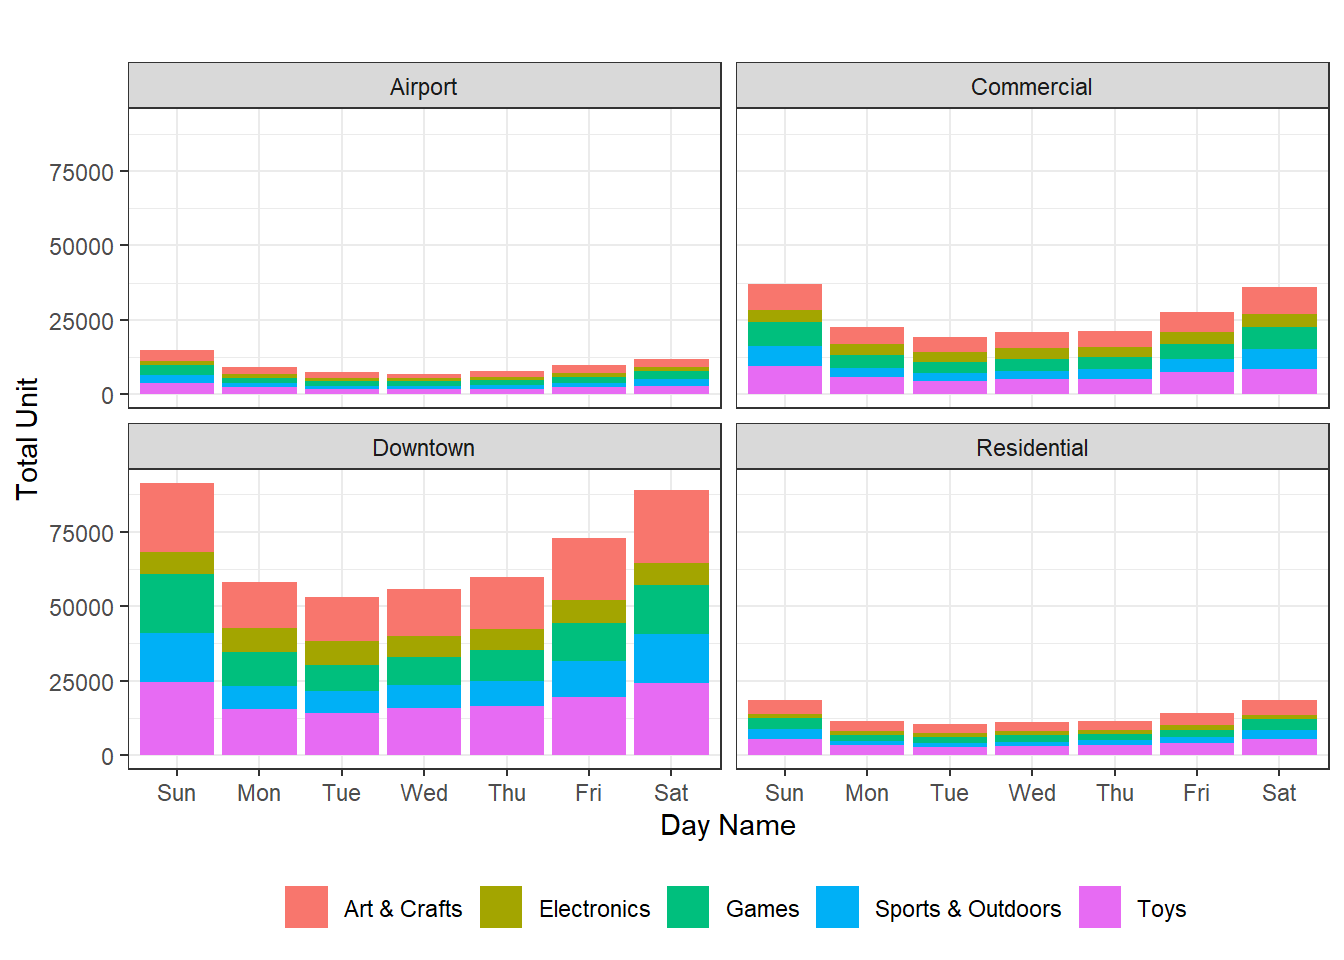 Airport
Commercial
75000
50000
25000
0
Downtown
Residential
75000
50000
25000
0
Total Unit
Sun Mon Tue Wed Thu Fri Sat
Sun Mon Tue Wed Thu Fri Sat
Day Name
Art & Crafts Electronics Games Sports & Outdoors Toys